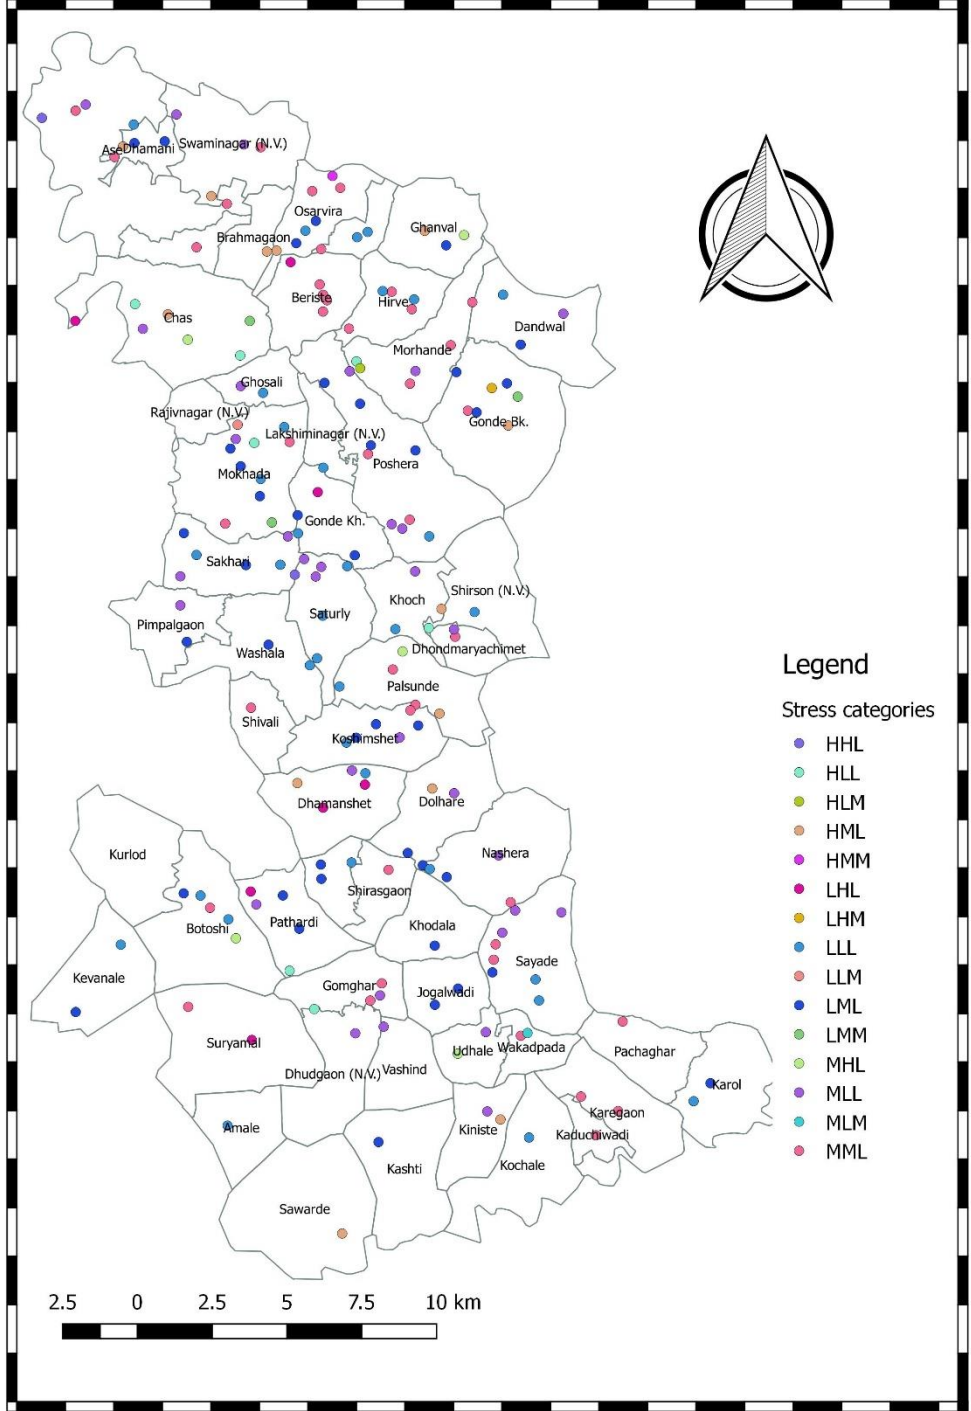 AseDhamani
Swaminagar (N.V.)
Osarvira
Brahmagaon
Ghanval
Beriste
Hirve
Chas
Dandwal
Morhande
Ghosali
Rajivnagar (N.V.)
Gonde Bk.
Lakshiminagar (N.V.)
Poshera
Mokhada
Gonde Kh.
Sakhari
Shirson (N.V.)
Khoch
Saturly
Pimpalgaon
Dhondmaryachimet
Washala
Palsunde
Shivali
Koshimshet
Dhamanshet
Dolhare
Kurlod
Nashera
Shirasgaon
Pathardi
Khodala
Botoshi
Sayade
Kevanale
Gomghar
Jogalwadi
Suryamal
Udhale
Wakadpada
Pachaghar
Dhudgaon (N.V.)
Vashind
Karol
Karegaon
Amale
Kiniste
Kaduchiwadi
Kashti
Kochale
Sawarde
Legend
Stress categories
HHL
HLL
HLM
HML
HMM
LHL
LHM
LLL
LLM
LML
LMM
MHL
MLL
MLM
MML
2.5 0 2.5 5 7.5 10 km